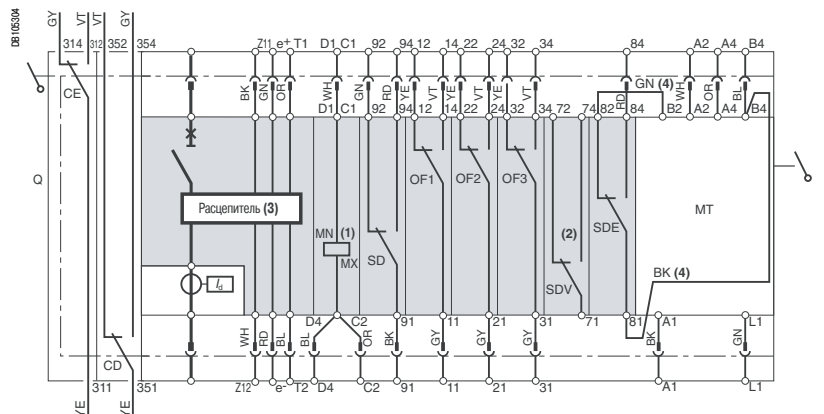 DB105304
GY VT VT GY
314 312 352 354 Z11 e+ T1 D1 C1 92 94 12 14 22 24 32 34 84 A2 A4 B4
CE BK GN OR WH GN RD YE VT YE VT YE VT RD GN (4) WH OR BL
D1 C1 92 94 12 14 22 24 32 34 72 74 82 84 B2 A2 A4 B4
Q
OF1 OF2 OF3
Расцепитель (3)
MT
MN (1) SD (2) SDE
MX
BK (4)
Id
SDV
D4 C2 91 11 21 31 71 81 A1 L1
WH RD BL BL OR BK GY GY GY BK GN
CD
311 351 Z12 e- T2 D4 C2 91 11 21 31 A1 L1
YE YE